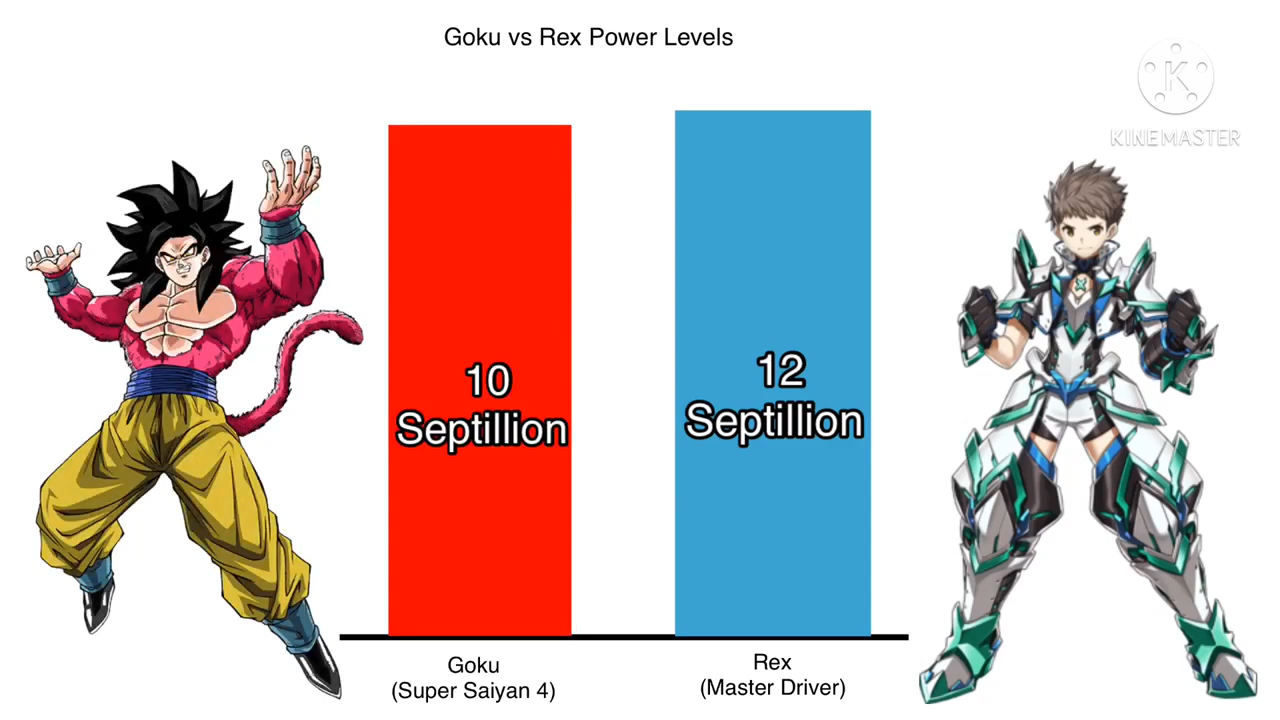 Goku vs Rex Power Levels
K
KINEMASTER
10
Septillion
12
Septillion
Goku
(Super Saiyan 4)
Rex
(Master Driver)